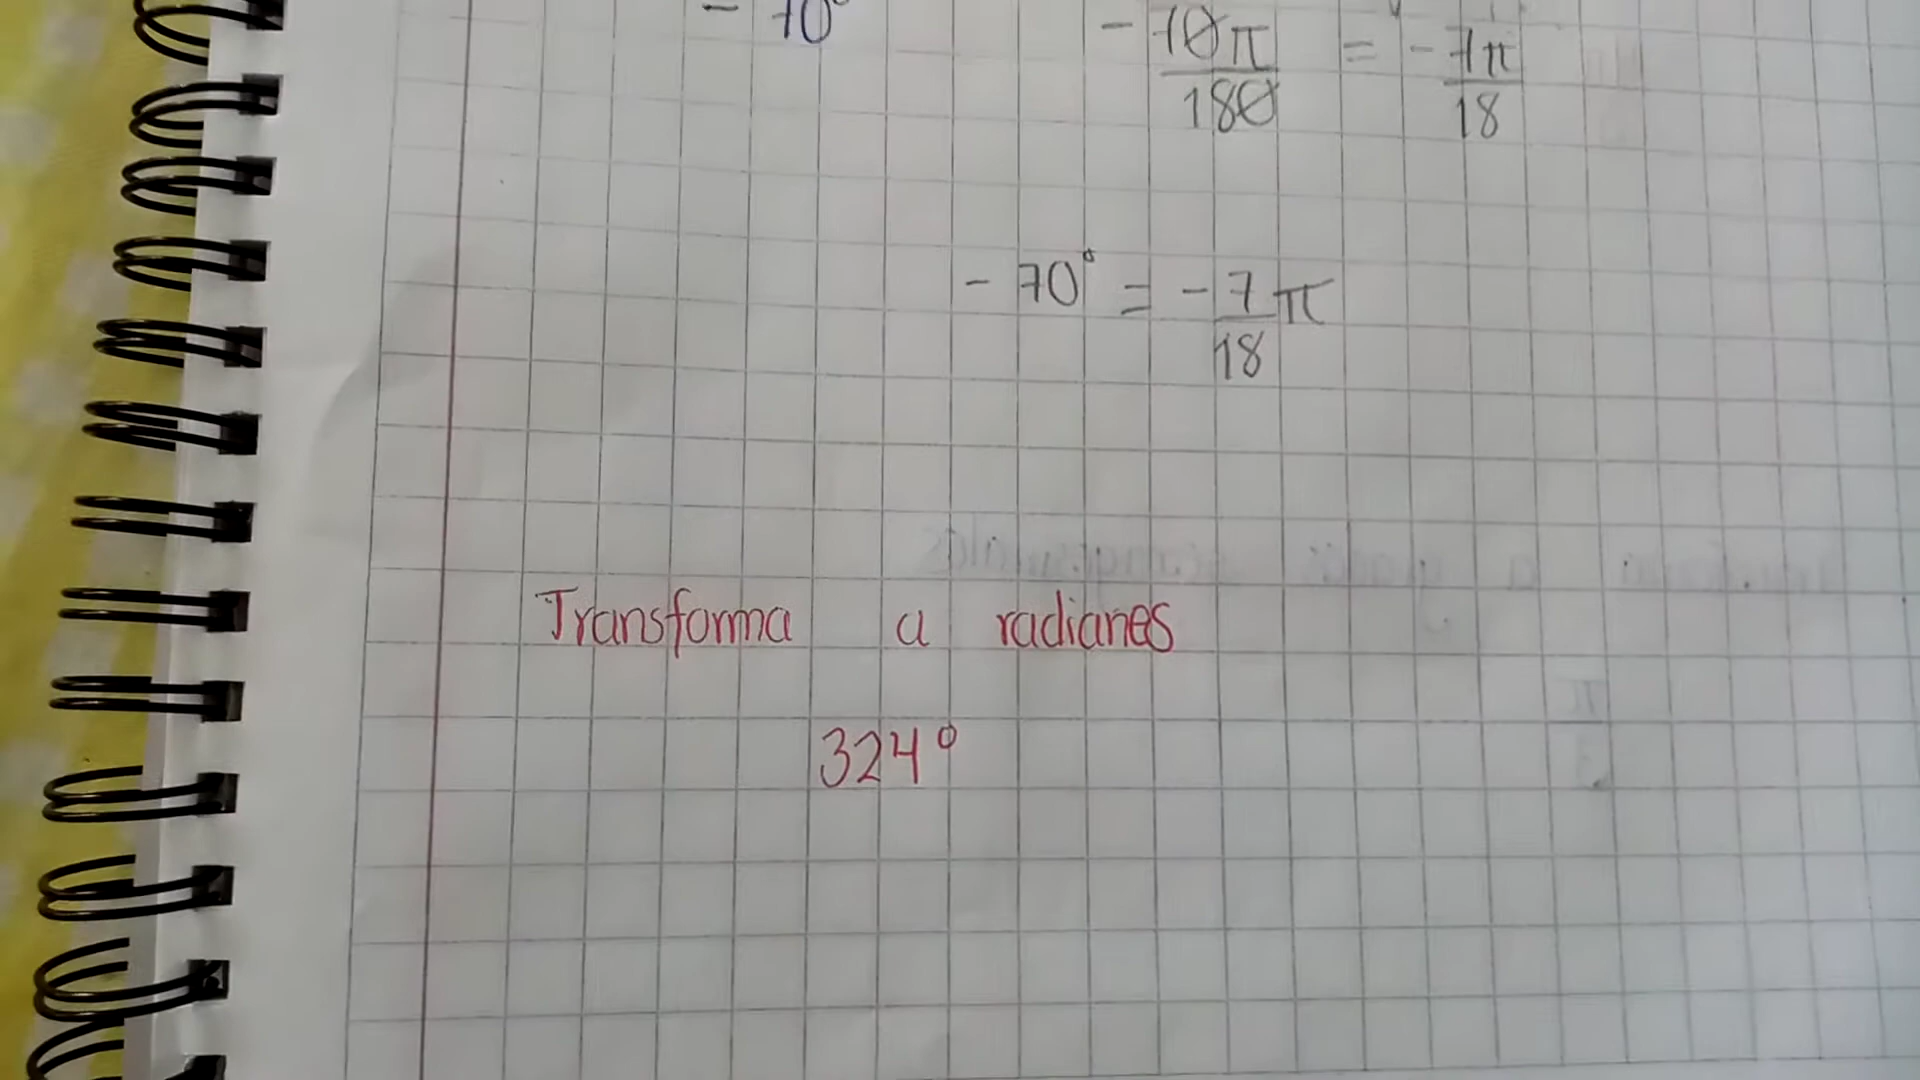 - 70° - 70π/180 = - 7π/18
- 70° = - 7/18 π
Transforma a radianes
324°